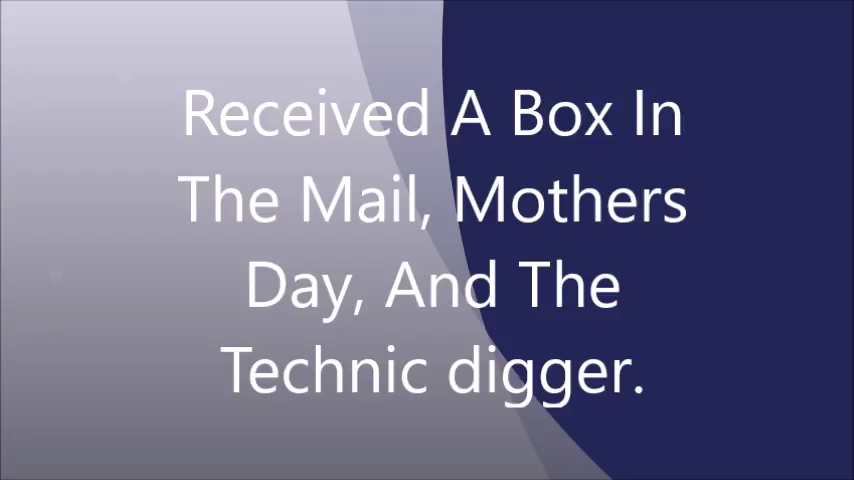 Received A Box In
The Mail, Mothers
Day, And The
Technic digger.